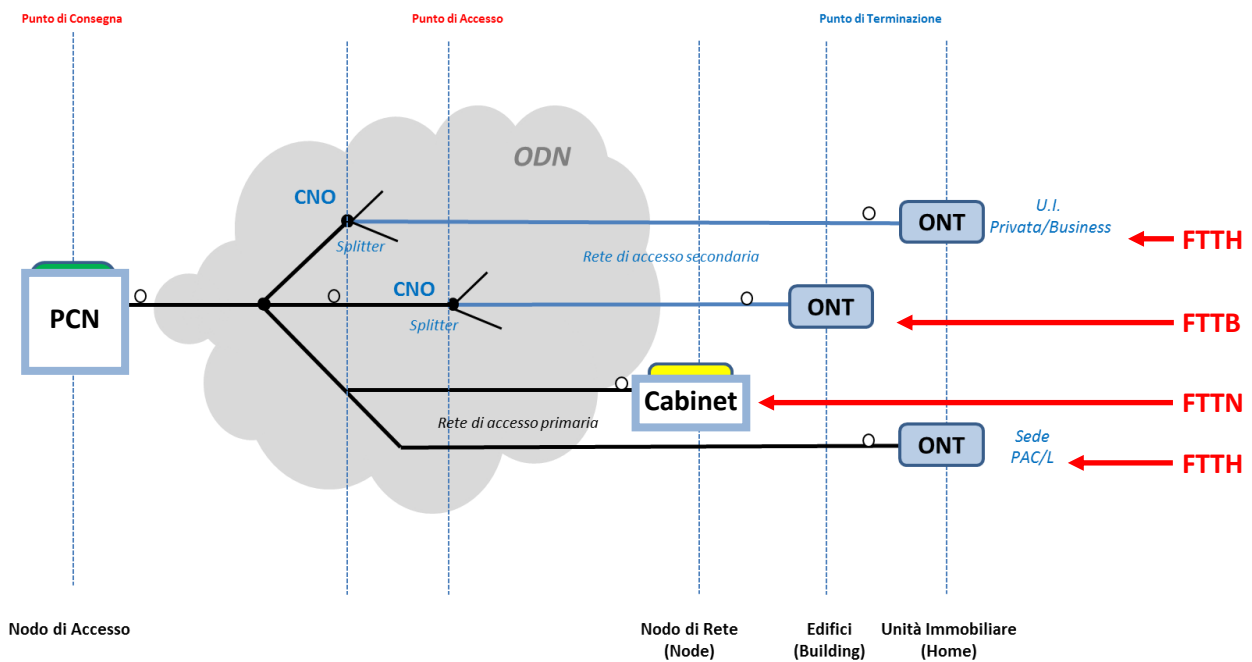 Punto di Consegna
Punto di Accesso
Punto di Terminazione
ODN
CNO
Splitter
ONT
U.I.
Privata/Business
FTTH
Rete di accesso secondaria
PCN
CNO
Splitter
ONT
FTTB
Cabinet
FTTN
Rete di accesso primaria
ONT
Sede
PAC/L
FTTH
Nodo di Accesso
Nodo di Rete
(Node)
Edifici
(Building)
Unità Immobiliare
(Home)